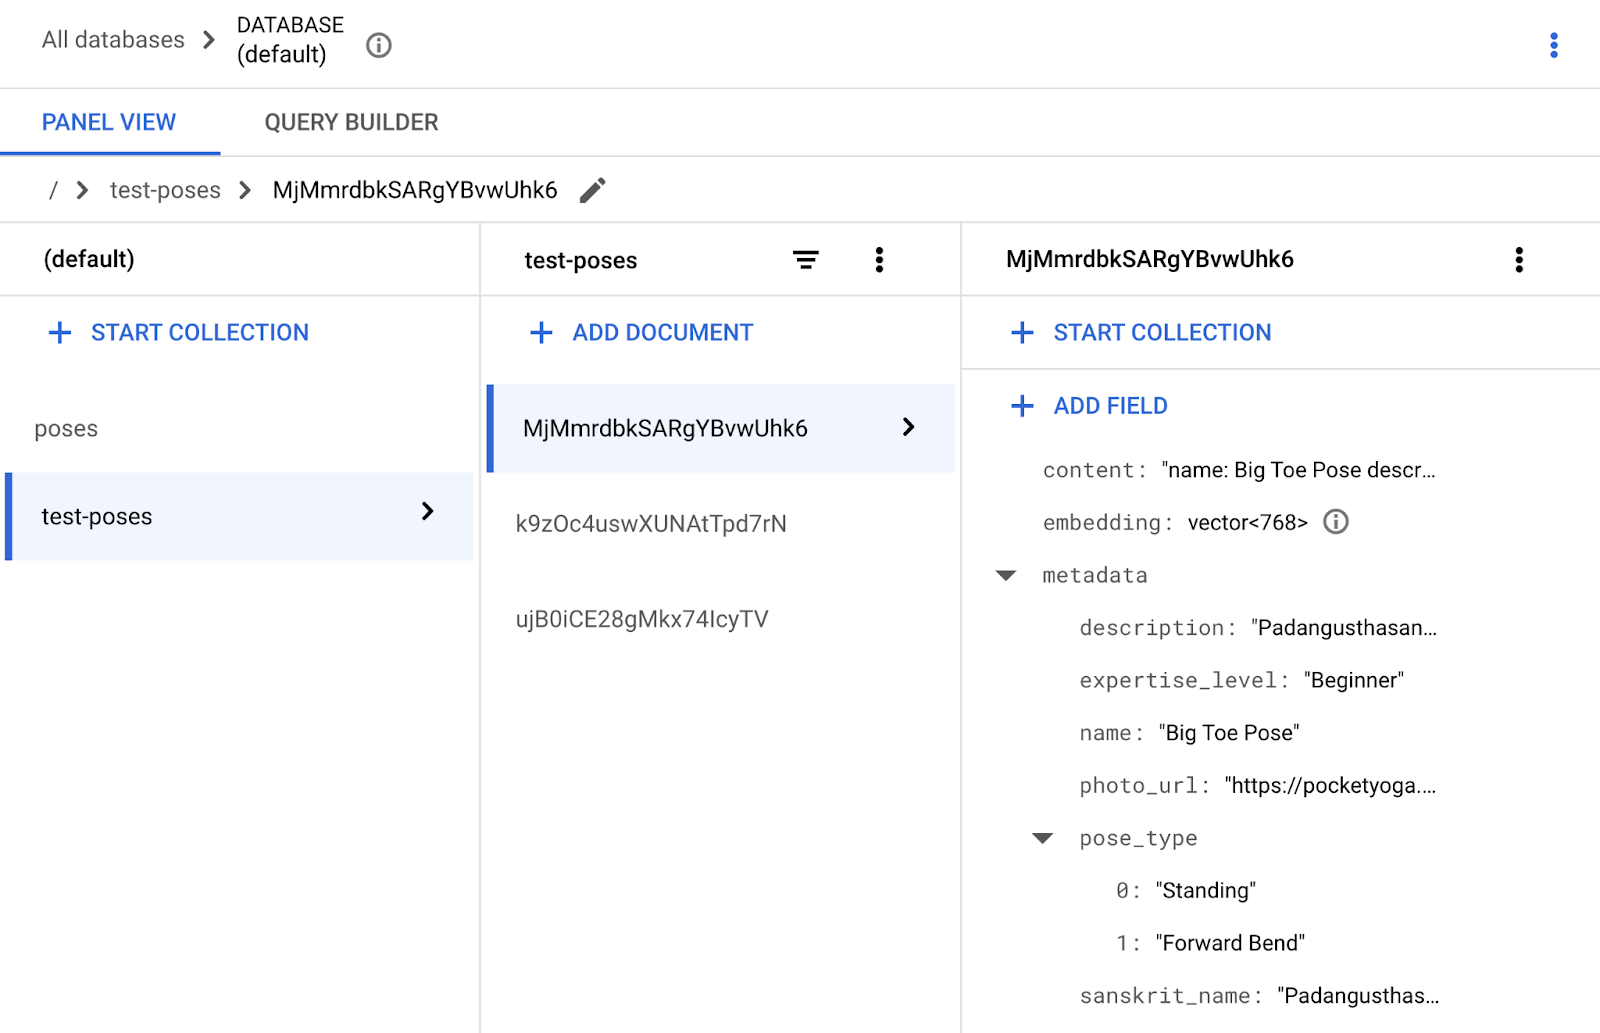 All databases
DATABASE
(default)
PANEL VIEW
QUERY BUILDER
/ test-poses MjMmrdbkSARgYBvwUhk6
(default)
START COLLECTION
poses
test-poses
test-poses
ADD DOCUMENT
MjMmrdbkSARgYBvwUhk6
k9zOc4uswXUNAtTpd7rN
ujB0iCE28gMkx74IcyTV
MjMmrdbkSARgYBvwUhk6
START COLLECTION
ADD FIELD
content: "name: Big Toe Pose descr...
embedding: vector<768>
metadata
description: "Padangusthasan...
expertise_level: "Beginner"
name: "Big Toe Pose"
photo_url: "https://pocketyoga....
pose_type
0: "Standing"
1: "Forward Bend"
sanskrit_name: "Padangusthas...